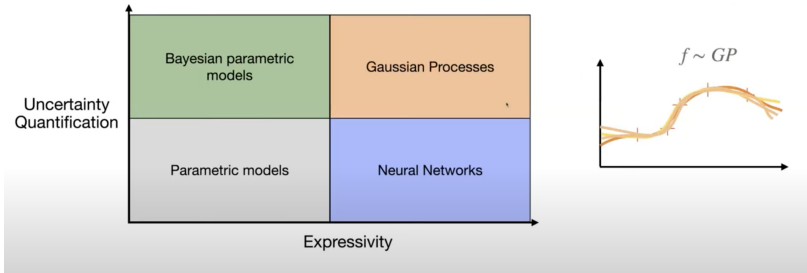 Uncertainty
Quantification
Bayesian parametric
models
Gaussian Processes
Parametric models
Neural Networks
Expressivity
f ~ GP